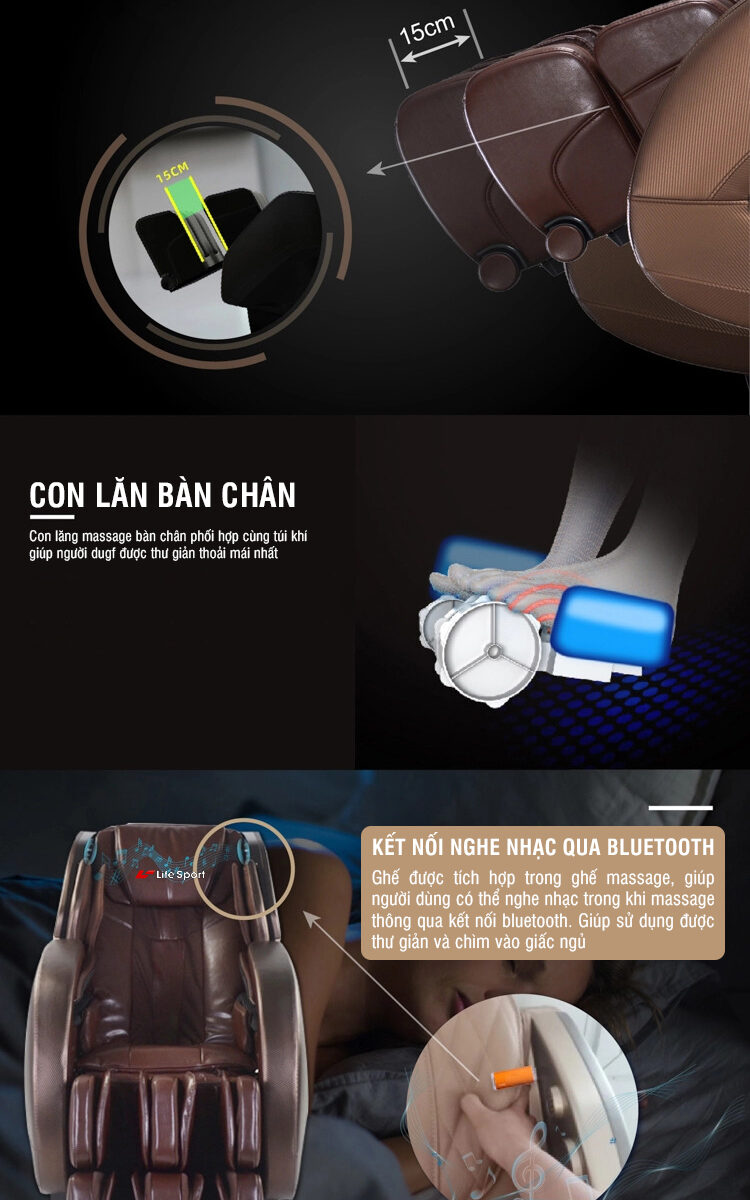 15cm
15CM
CON LĂN BÀN CHÂN
Con lăng massage bàn chân phối hợp cùng túi khí
giúp người dugf được thư giản thoải mái nhất
KẾT NỐI NGHE NHẠC QUA BLUETOOTH
Ghế được tích hợp trong ghế massage, giúp
người dùng có thể nghe nhạc trong khi massage
thông qua kết nối bluetooth. Giúp sử dụng được
thư giản và chìm vào giấc ngủ
Life Sport